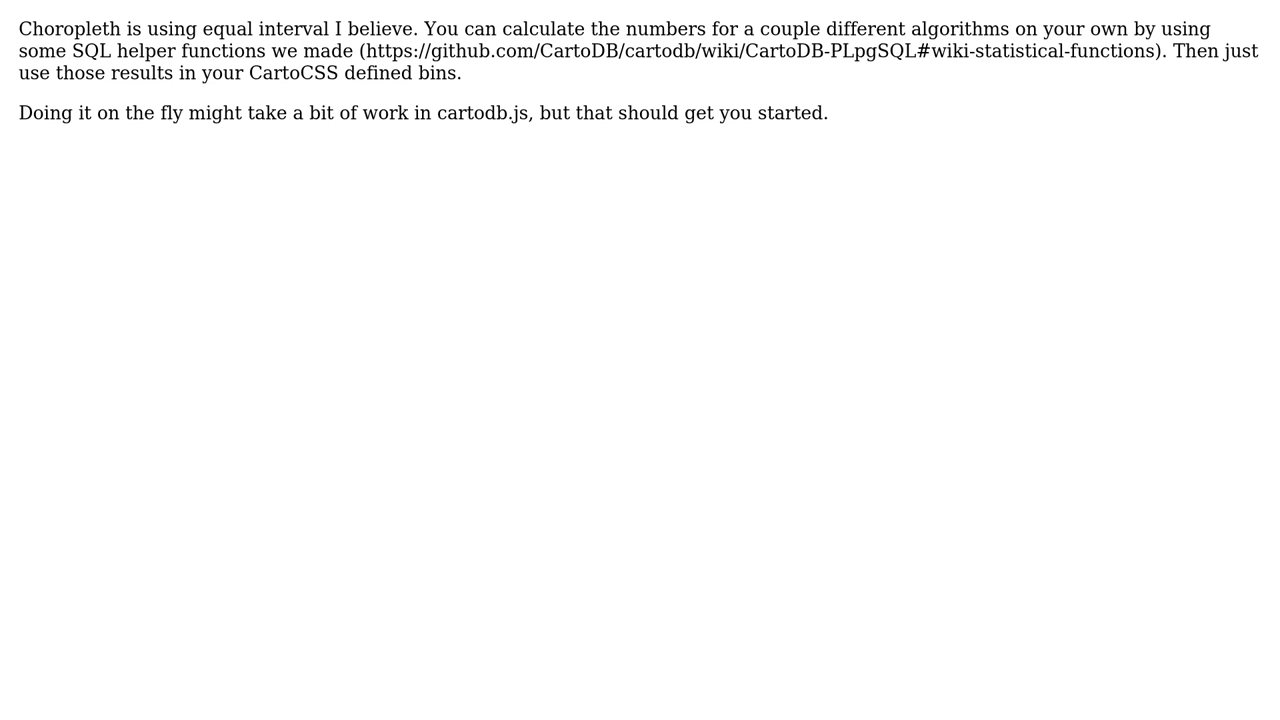 Choropleth is using equal interval I believe. You can calculate the numbers for a couple different algorithms on your own by using
some SQL helper functions we made (https://github.com/CartoDB/cartodb/wiki/CartoDB-PLpgSQL#wiki-statistical-functions). Then just
use those results in your CartoCSS defined bins.
Doing it on the fly might take a bit of work in cartodb.js, but that should get you started.